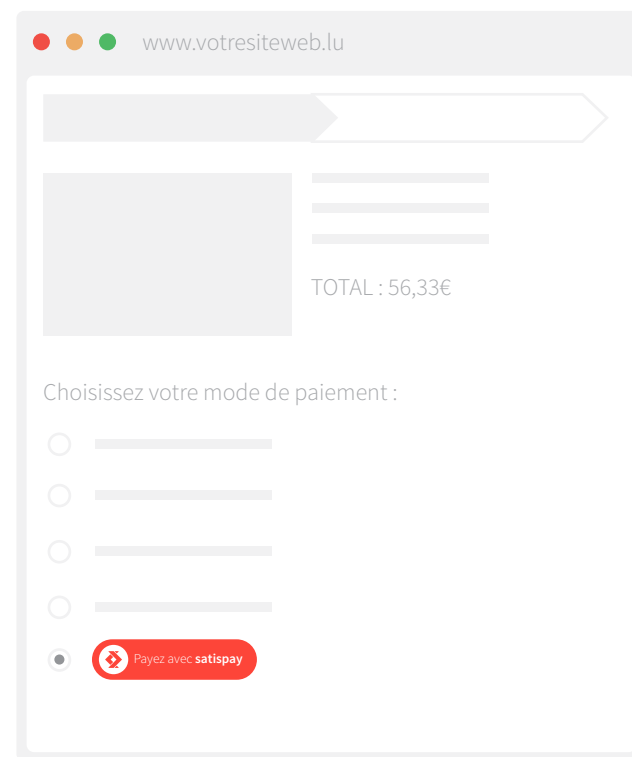 www.votresiteweb.lu
TOTAL : 56,33€
Choisissez votre mode de paiement :
Payez avec satispay